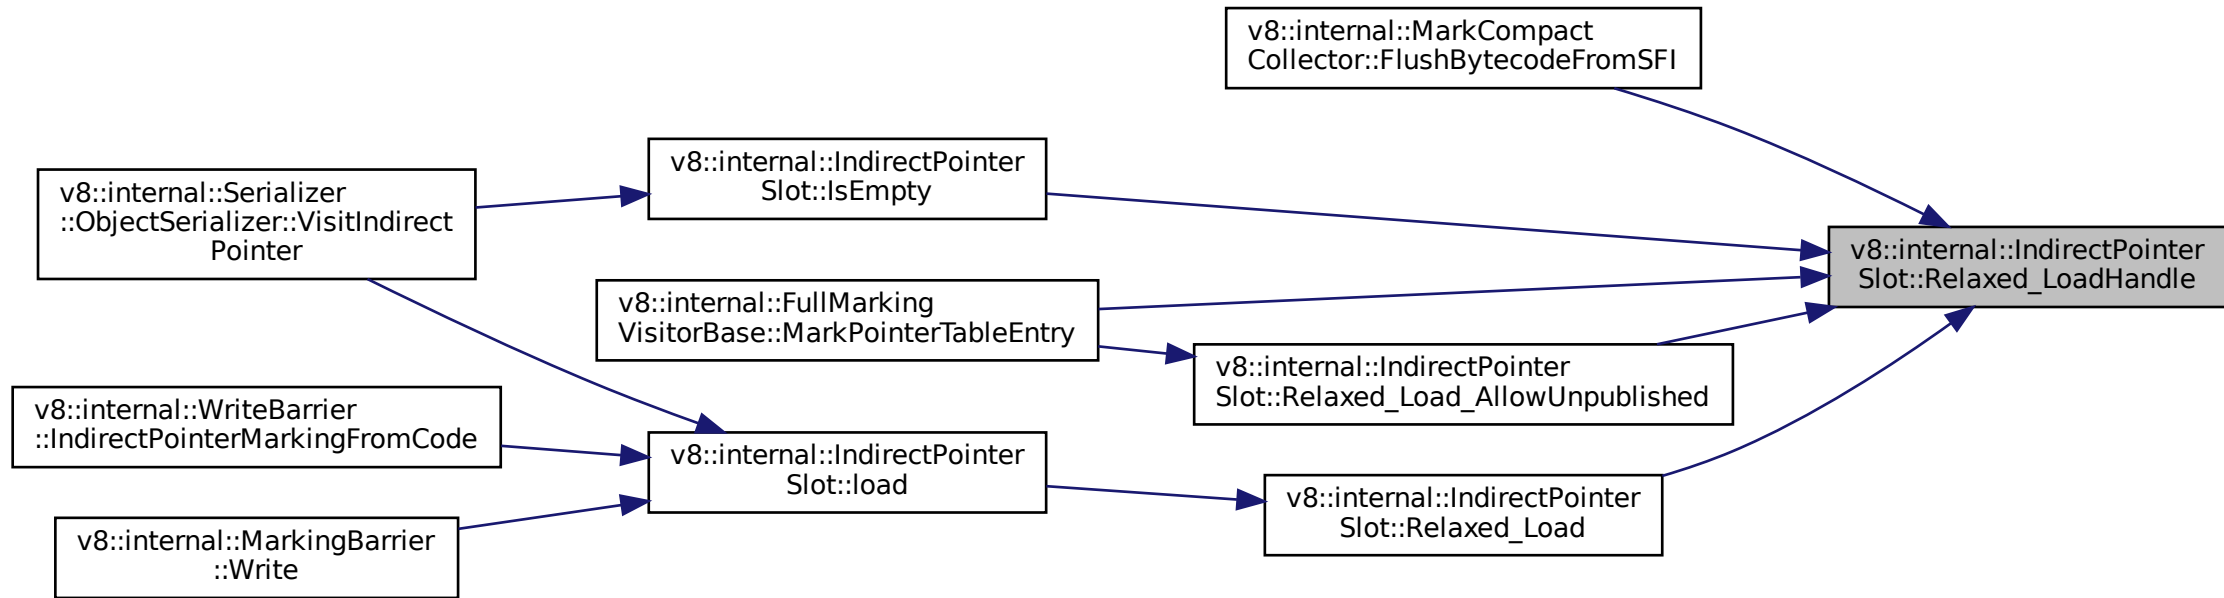 v8::internal::MarkCompact
Collector::FlushBytecodeFromSFI
v8::internal::IndirectPointer
Slot::IsEmpty
v8::internal::Serializer
::ObjectSerializer::VisitIndirect
Pointer
v8::internal::IndirectPointer
Slot::Relaxed_LoadHandle
v8::internal::FullMarking
VisitorBase::MarkPointerTableEntry
v8::internal::IndirectPointer
Slot::Relaxed_Load_AllowUnpublished
v8::internal::WriteBarrier
::IndirectPointerMarkingFromCode
v8::internal::IndirectPointer
Slot::load
v8::internal::IndirectPointer
Slot::Relaxed_Load
v8::internal::MarkingBarrier
::Write